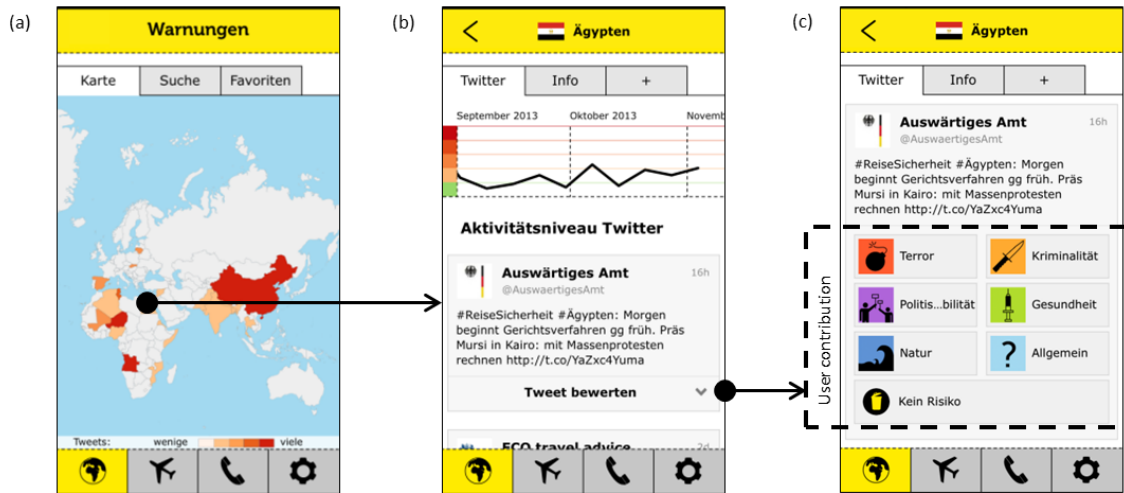 (a)
Warnungen
Karte
Suche
Favoriten
Tweets:
wenige
viele
(b)
Ägypten
Twitter
Info
+
September 2013
Oktober 2013
Novemb
Aktivitätsniveau Twitter
Auswärtiges Amt
16h
@AuswaertigesAmt
#ReiseSicherheit #Ägypten: Morgen
beginnt Gerichtsverfahren gg früh. Präs
Mursi in Kairo: mit Massenprotesten
rechnen http://t.co/YaZxc4Yuma
Tweet bewerten
FCO travel advice
2d
(c)
Ägypten
Twitter
Info
+
Auswärtiges Amt
16h
@AuswaertigesAmt
#ReiseSicherheit #Ägypten: Morgen
beginnt Gerichtsverfahren gg früh. Präs
Mursi in Kairo: mit Massenprotesten
rechnen http://t.co/YaZxc4Yuma
User contribution
Terror
Kriminalität
Politis...bilität
Gesundheit
Natur
?
Allgemein
Kein Risiko